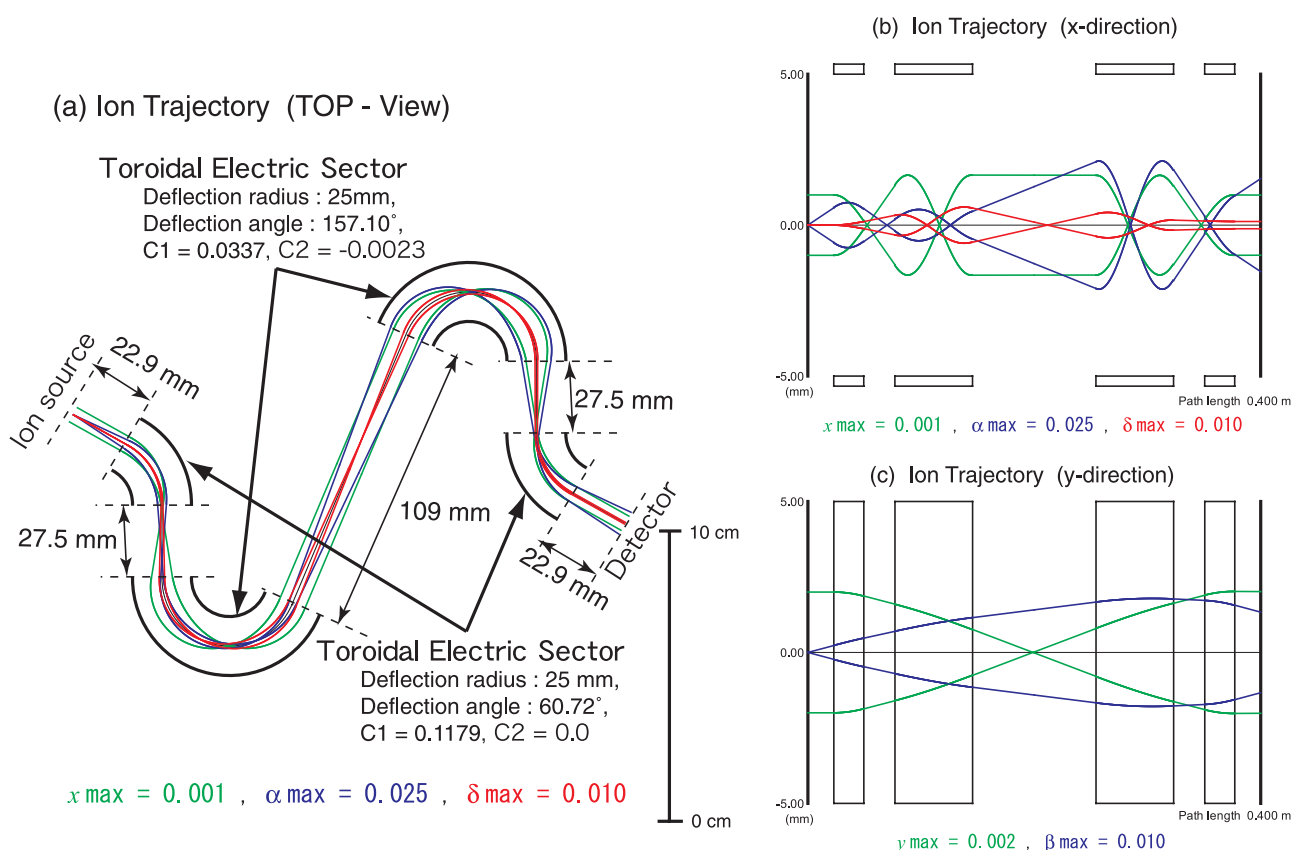 (a) Ion Trajectory (TOP - View)
Toroidal Electric Sector
Deflection radius : 25mm,
Deflection angle : 157.10°,
C1 = 0.0337, C2 = -0.0023
Ion source
22.9 mm
27.5 mm
109 mm
27.5 mm
22.9 mm
Detector
Toroidal Electric Sector
Deflection radius : 25 mm,
Deflection angle : 60.72°,
C1 = 0.1179, C2 = 0.0
10 cm
0 cm
x max = 0.001 , α max = 0.025 , δ max = 0.010
(b) Ion Trajectory (x-direction)
5.00
0.00
-5.00
(mm)
Path length 0.400 m
x max = 0.001 , α max = 0.025 , δ max = 0.010
(c) Ion Trajectory (y-direction)
5.00
0.00
-5.00
(mm)
Path length 0.400 m
y max = 0.002 , β max = 0.010